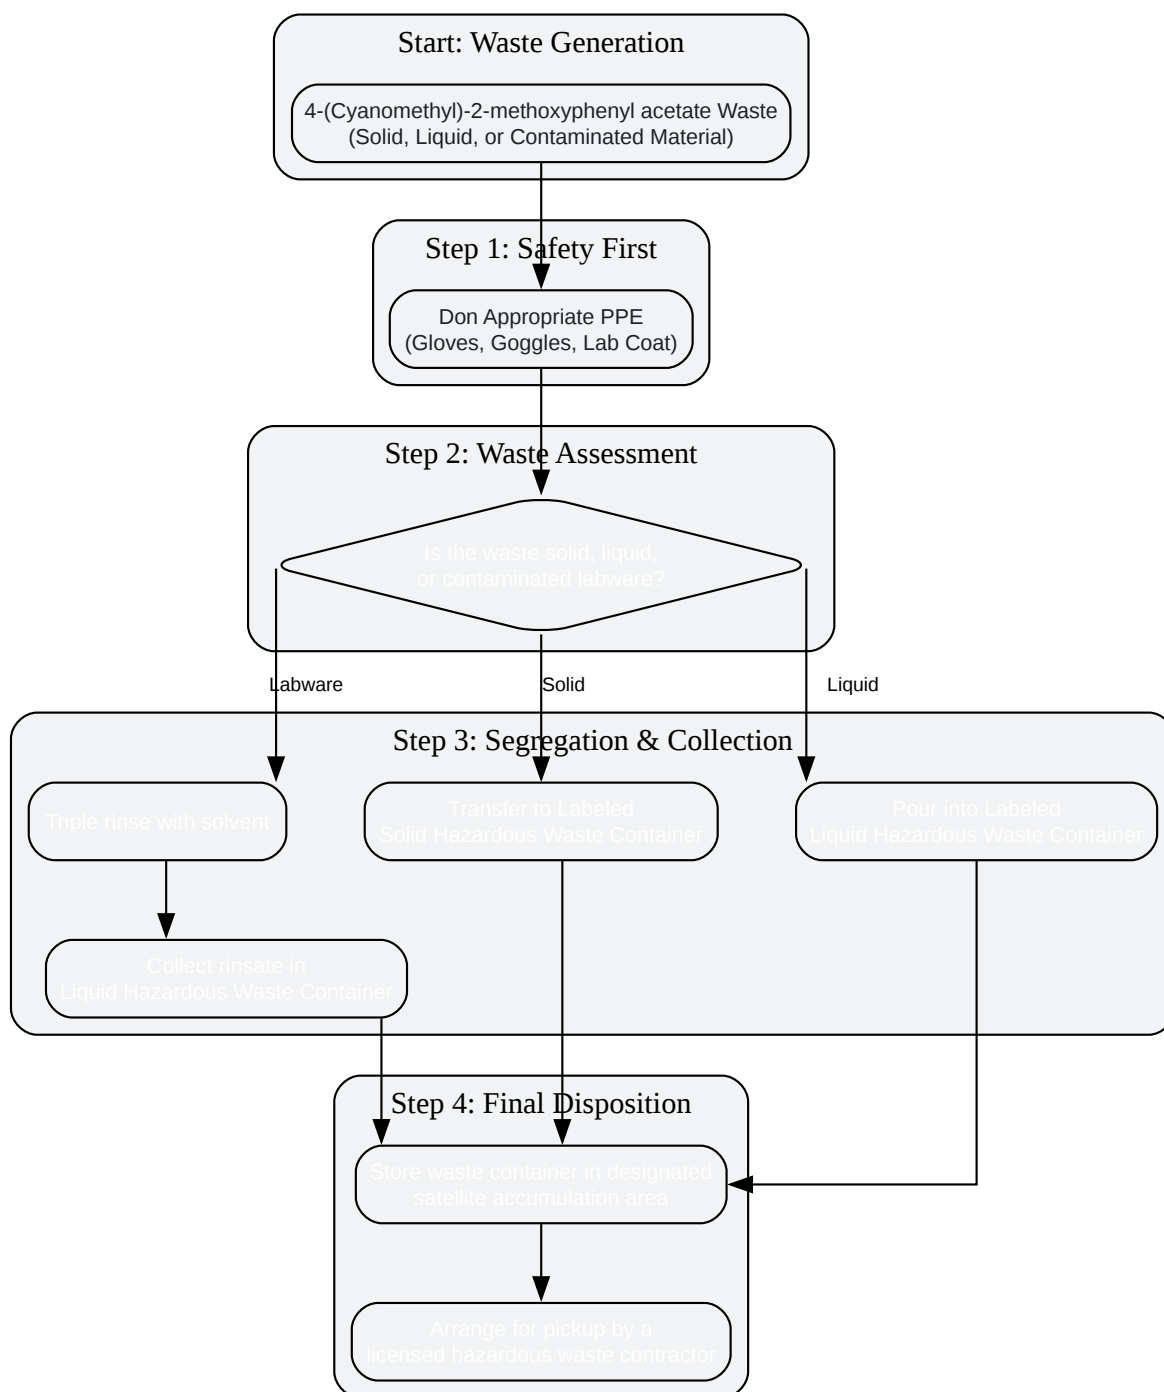 Start: Waste Generation
4-(Cyanomethyl)-2-methoxyphenyl acetate Waste
(Solid, Liquid, or Contaminated Material)
Step 1: Safety First
Don Appropriate PPE
(Gloves, Goggles, Lab Coat)
Step 2: Waste Assessment
Is the waste solid, liquid,
or contaminated labware?
Labware
Solid
Liquid
Step 3: Segregation & Collection
Triple rinse with solvent
Transfer to Labeled
Solid Hazardous Waste Container
Pour into Labeled
Liquid Hazardous Waste Container
Collect rinsate in
Liquid Hazardous Waste Container
Step 4: Final Disposition
Store waste container in designated
satellite accumulation area
Arrange for pickup by a
licensed hazardous waste contractor